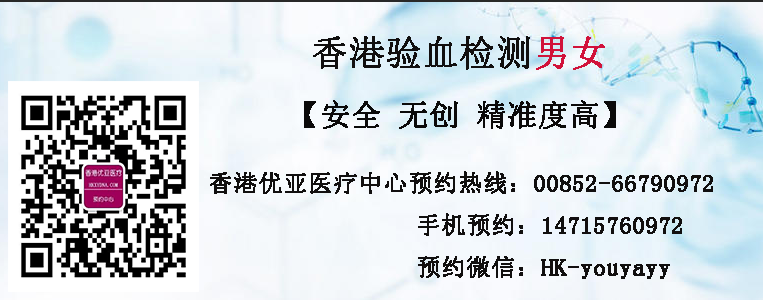 香港验血检测男女
【安全 无创 精准度高】
香港优亚医疗
HKYYDNA.COM
预约中心
香港优亚医疗中心预约热线：00852-66790972
手机预约：14715760972
预约微信：HK-youyayy